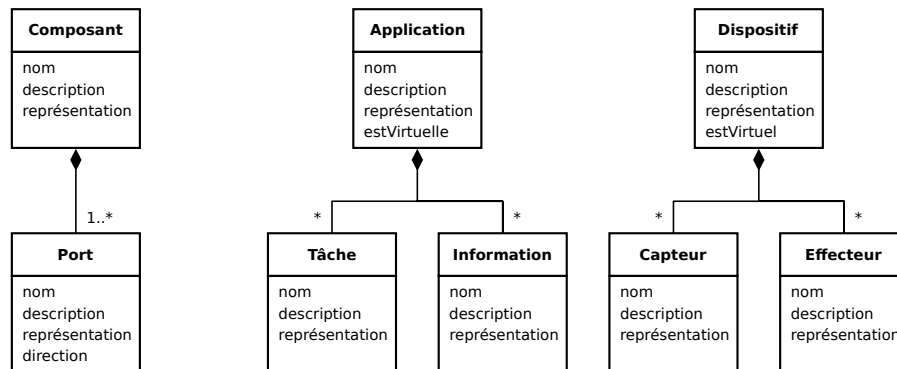 Composant
nom
description
représentation
1..*
Port
nom
description
représentation
direction
Application
nom
description
représentation
estVirtuelle
*
*
Tâche
nom
description
représentation
Information
nom
description
représentation
Dispositif
nom
description
représentation
estVirtuel
*
*
Capteur
nom
description
représentation
Effecteur
nom
description
représentation